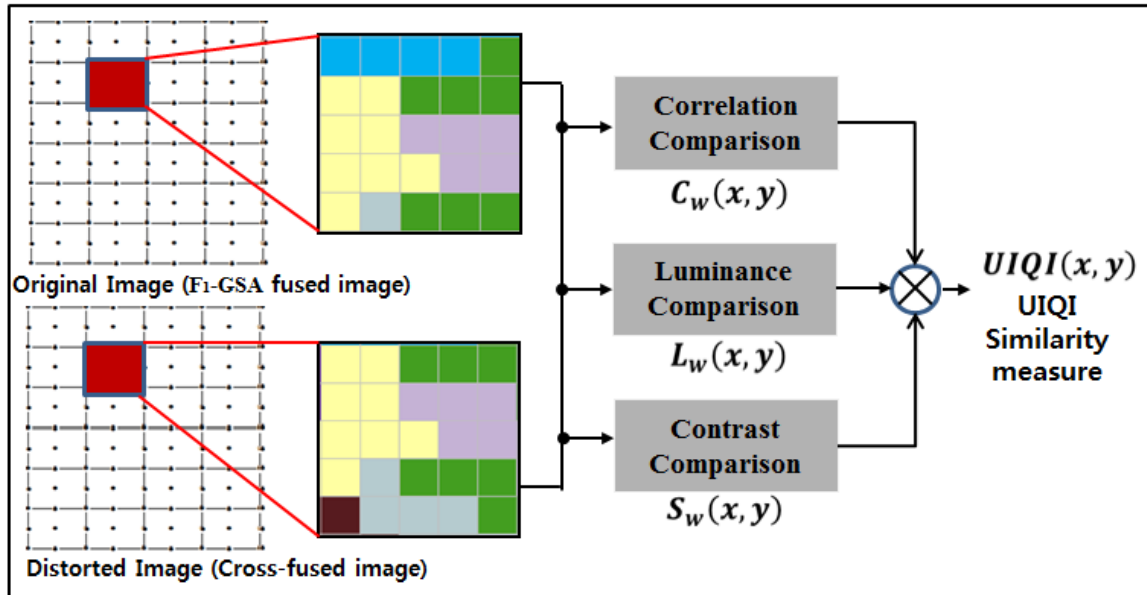 Original Image (F1-GSA fused image)
Distorted Image (Cross-fused image)
Correlation
Comparison
C_w(x, y)
Luminance
Comparison
L_w(x, y)
Contrast
Comparison
S_w(x, y)
UIQI(x, y)
UIQI
Similarity
measure